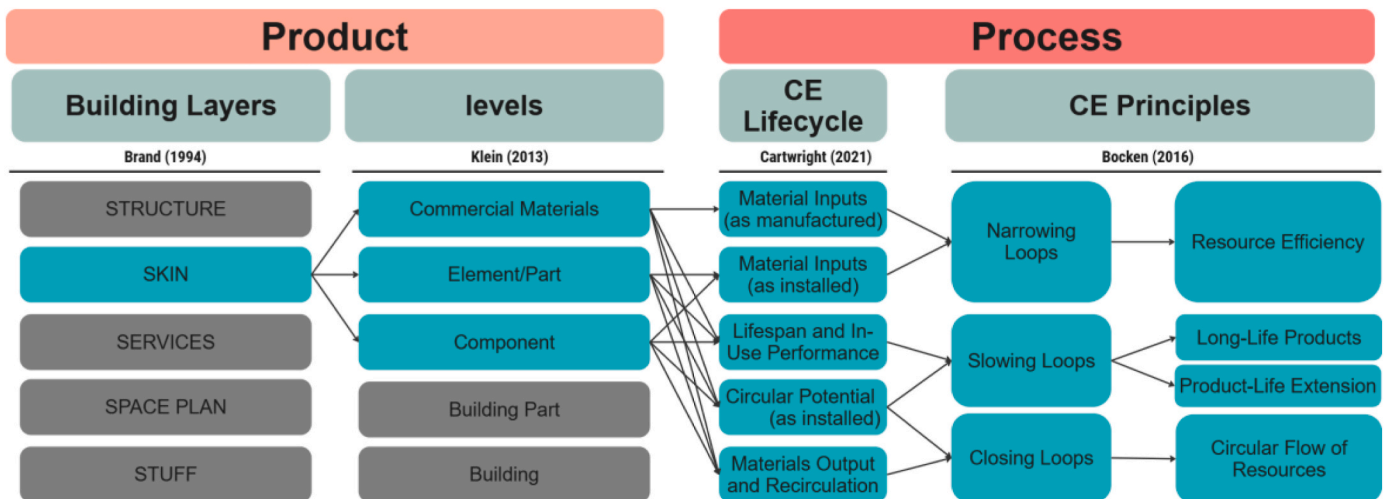 Product
Process
Building Layers
levels
CE
Lifecycle
CE Principles
Brand (1994)
Klein (2013)
Cartwright (2021)
Bocken (2016)
STRUCTURE
SKIN
SERVICES
SPACE PLAN
STUFF
Commercial Materials
Element/Part
Component
Building Part
Building
Material Inputs
(as manufactured)
Material Inputs
(as installed)
Lifespan and In-
Use Performance
Circular Potential
(as installed)
Materials Output
and Recirculation
Narrowing
Loops
Slowing Loops
Closing Loops
Resource Efficiency
Long-Life Products
Product-Life Extension
Circular Flow of
Resources